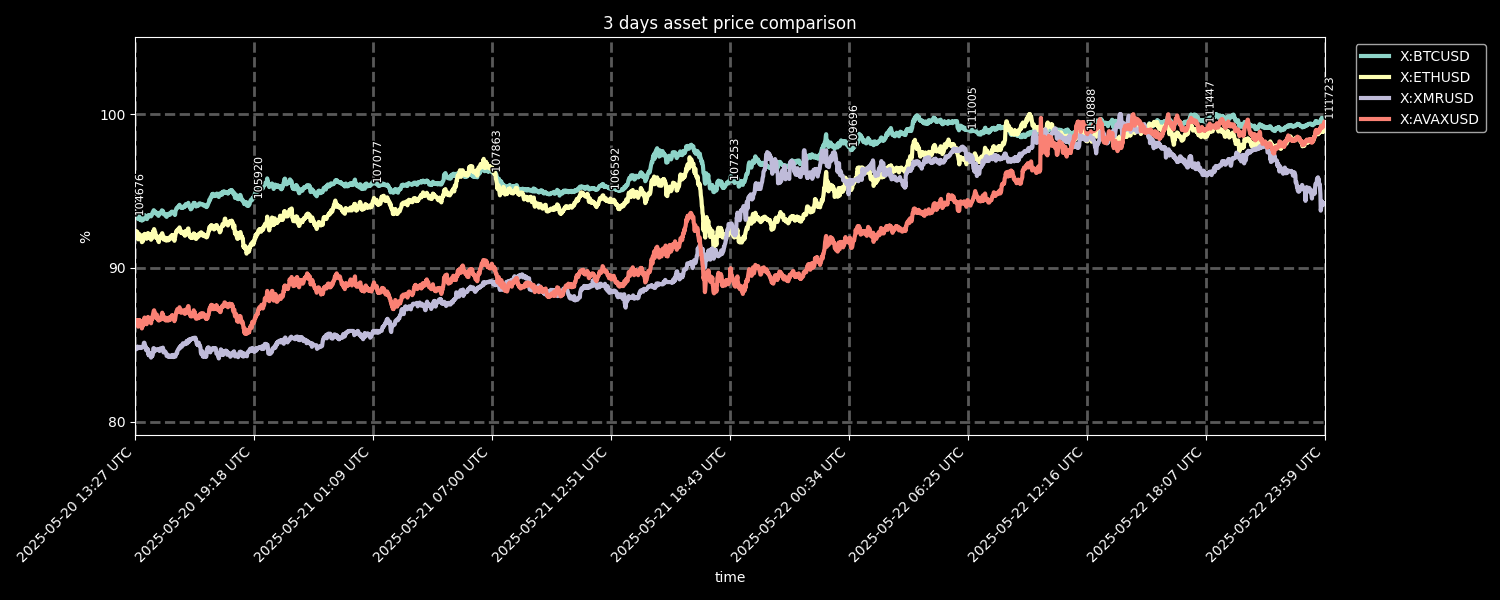 3 days asset price comparison
X:BTCUSD
X:ETHUSD
X:XMRUSD
X:AVAXUSD
100
90
80
%
104676
105920
107077
107863
106592
107253
109696
111005
110888
111447
111723
2025-05-20 13:27 UTC
2025-05-20 19:18 UTC
2025-05-21 01:09 UTC
2025-05-21 07:00 UTC
2025-05-21 12:51 UTC
2025-05-21 18:43 UTC
2025-05-22 00:34 UTC
2025-05-22 06:25 UTC
2025-05-22 12:16 UTC
2025-05-22 18:07 UTC
2025-05-22 23:59 UTC
time